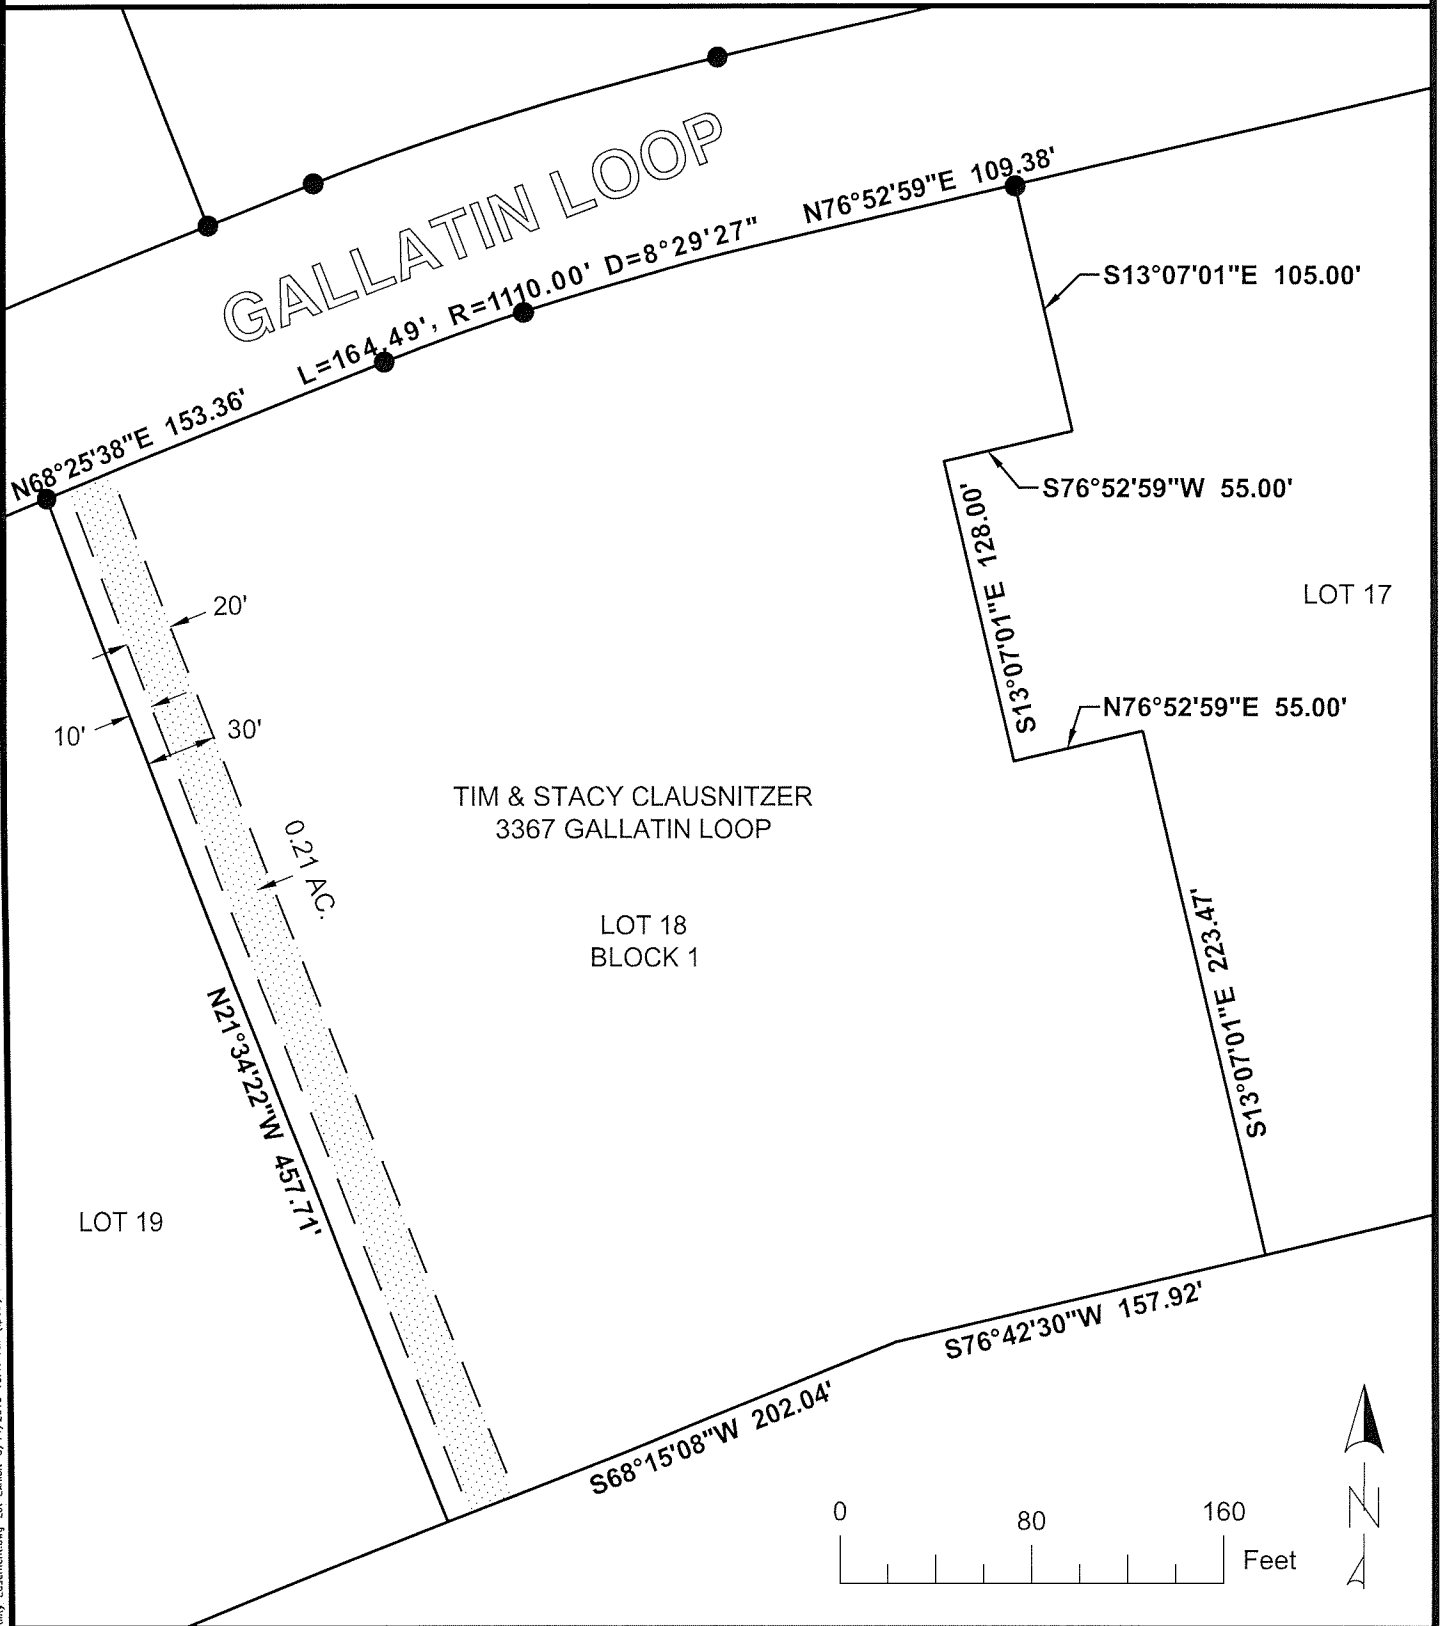 GALLATIN LOOP
N76°52'59"E 109.38'
L=164.49', R=1110.00' D=8°29'27"
N68°25'38"E 153.36'
S13°07'01"E 105.00'
S76°52'59"W 55.00'
S13°07'01"E 128.00'
LOT 17
20'
N76°52'59"E 55.00'
10'
30'
TIM & STACY CLAUSNITZER
3367 GALLATIN LOOP
0.21 AC.
LOT 18
BLOCK 1
S13°07'01"E 223.47'
N21°34'22"W 457.71'
LOT 19
S76°42'30"W 157.92'
S68°15'08"W 202.04'
0
80
160
Feet
N